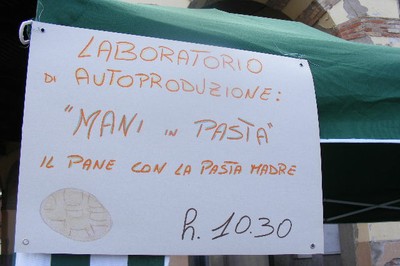 LABORATORIO
DI AUTOPRODUZIONE:
"MANI IN PASTA"
IL PANE CON LA PASTA MADRE
h. 10.30